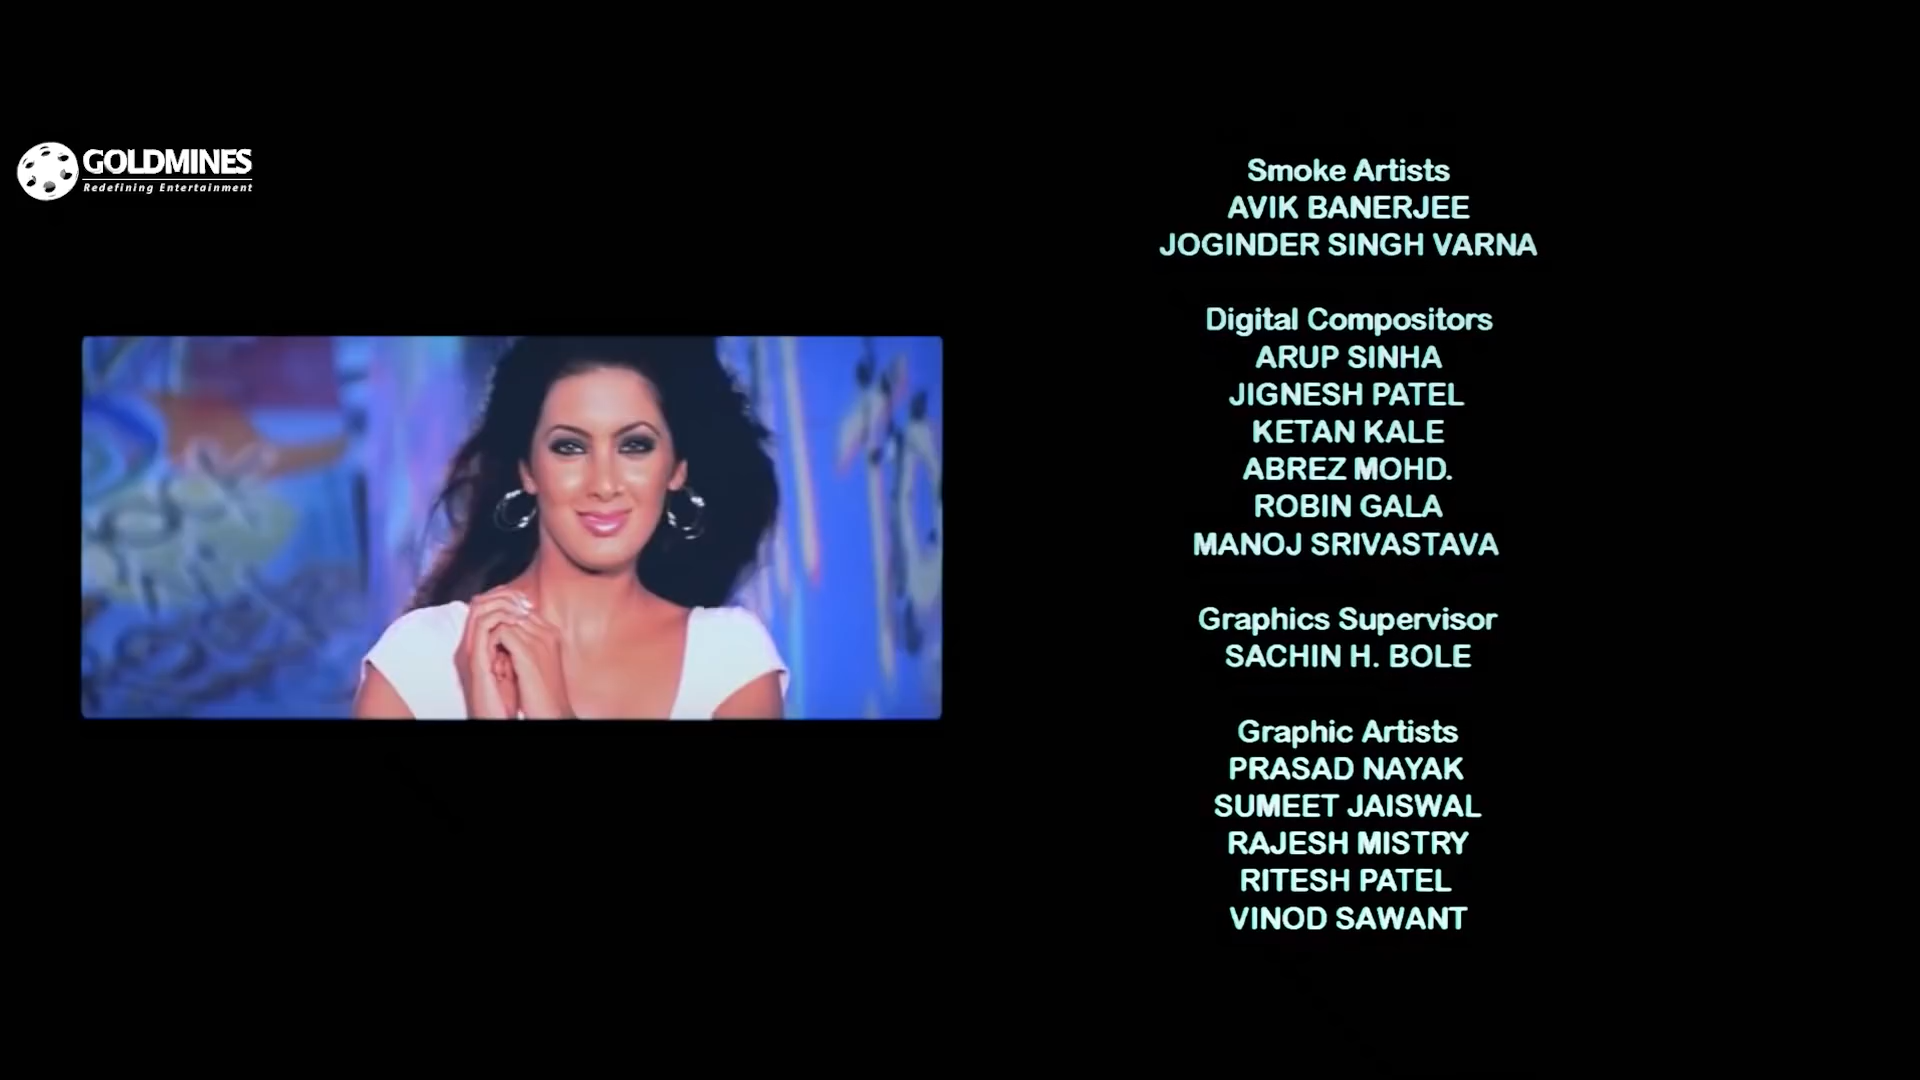 GOLDMINES
Redefining Entertainment
Smoke Artists
AVIK BANERJEE
JOGINDER SINGH VARNA
Digital Compositors
ARUP SINHA
JIGNESH PATEL
KETAN KALE
ABREZ MOHD.
ROBIN GALA
MANOJ SRIVASTAVA
Graphics Supervisor
SACHIN H. BOLE
Graphic Artists
PRASAD NAYAK
SUMEET JAISWAL
RAJESH MISTRY
RITESH PATEL
VINOD SAWANT